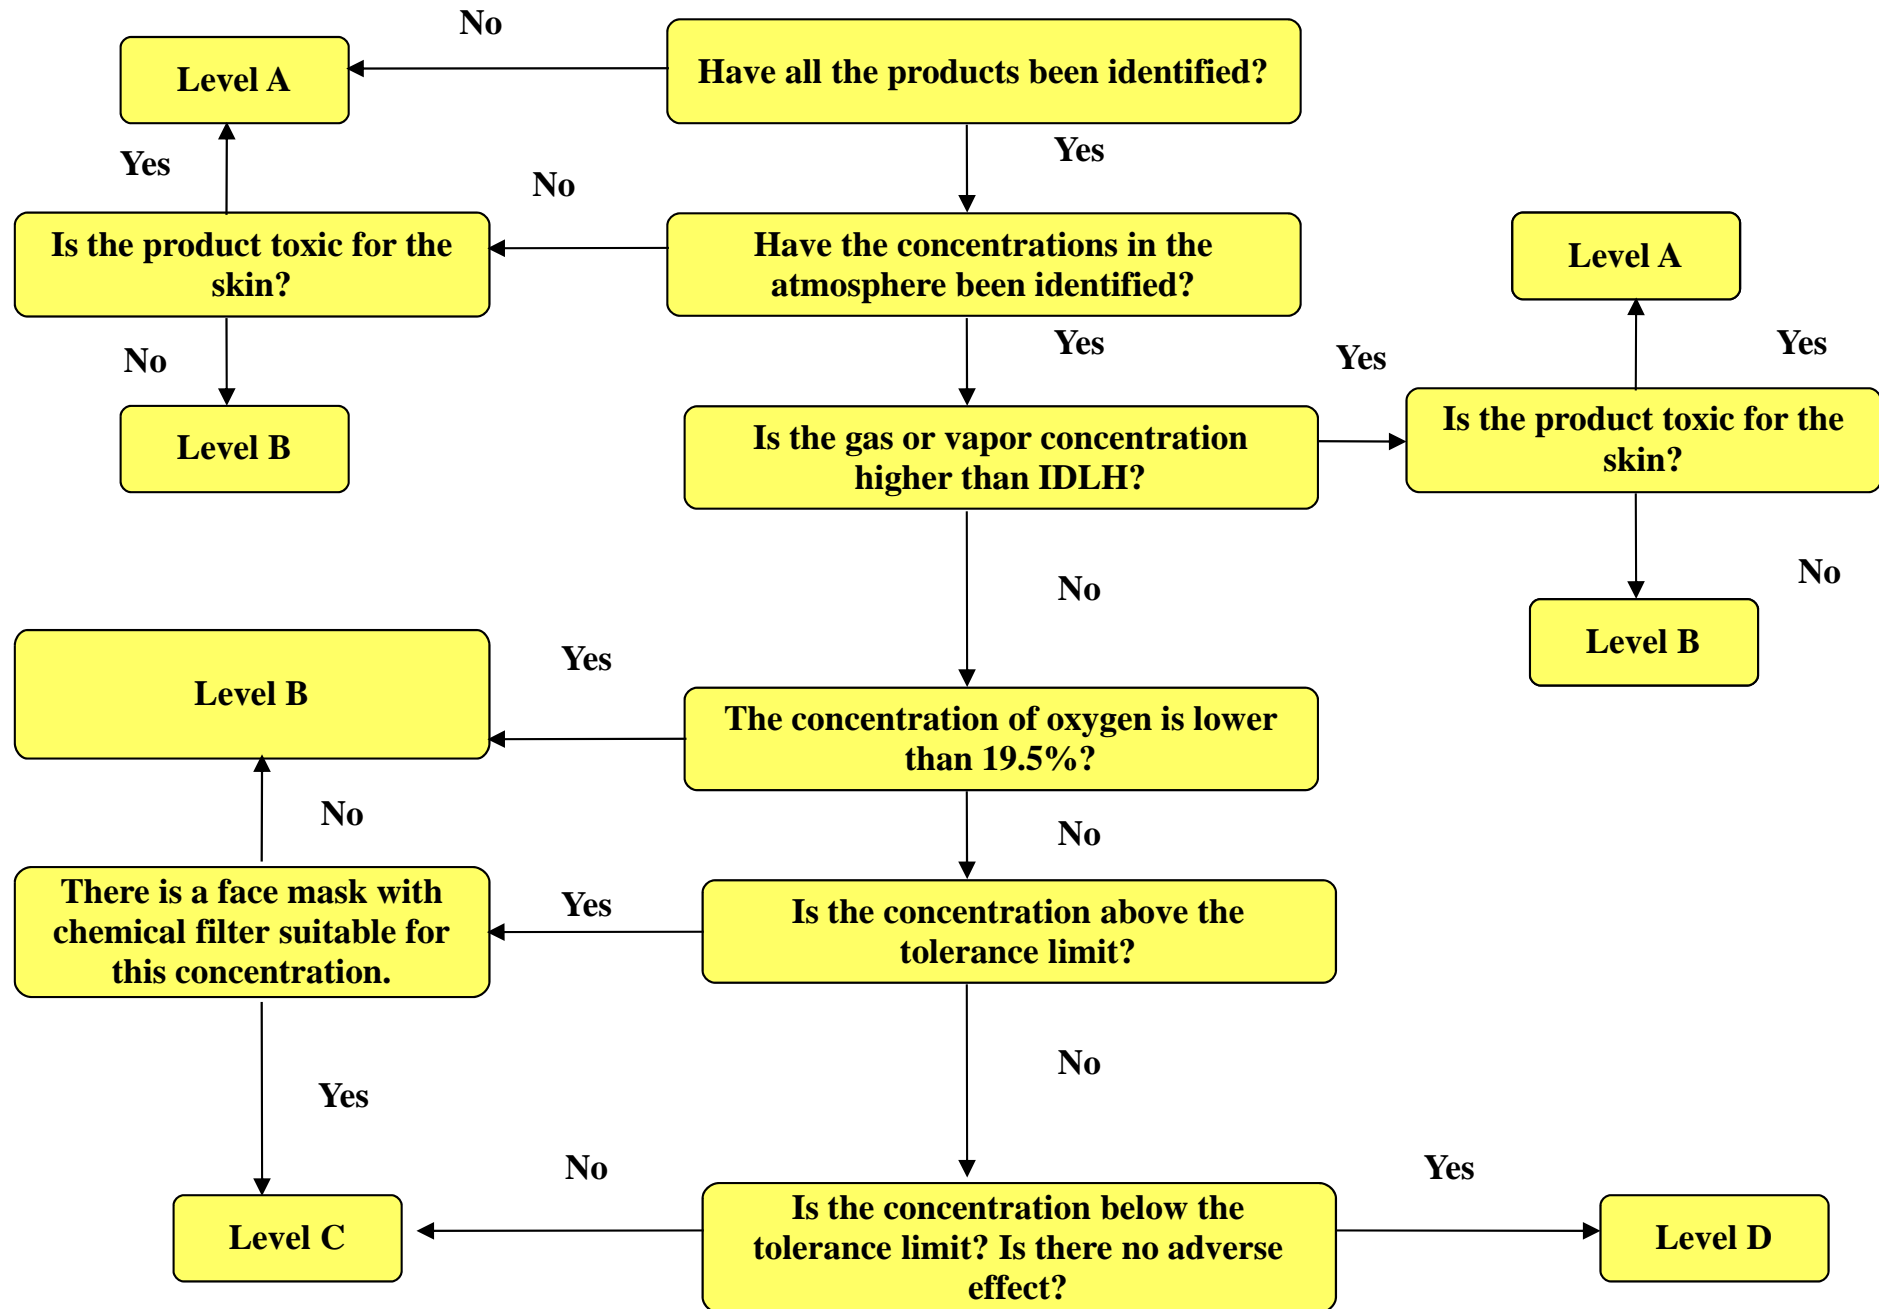 No
Level A
Have all the products been identified?
Yes
Yes
No
Is the product toxic for the
skin?
Have the concentrations in the
atmosphere been identified?
Level A
No
Yes
Yes
Yes
Level B
Is the gas or vapor concentration
higher than IDLH?
Is the product toxic for the
skin?
No
No
Level B
Level B
Yes
The concentration of oxygen is lower
than 19.5%?
No
No
There is a face mask with
chemical filter suitable for
this concentration.
Yes
Is the concentration above the
tolerance limit?
No
Yes
No
Yes
Level C
Is the concentration below the
tolerance limit? Is there no adverse
effect?
Level D